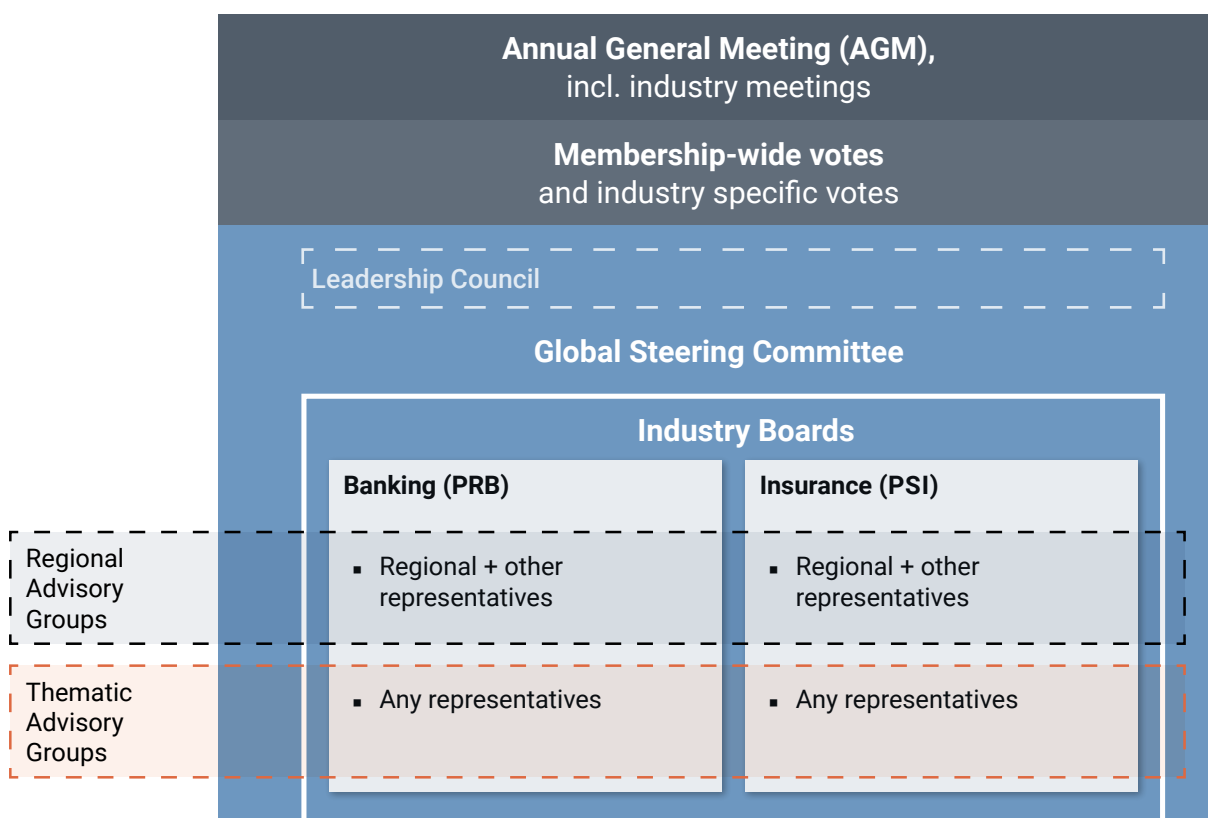 Annual General Meeting (AGM),
incl. industry meetings
Membership-wide votes
and industry specific votes
Leadership Council
Global Steering Committee
Industry Boards
Banking (PRB)
Insurance (PSI)
Regional
Advisory
Groups
▪ Regional + other
representatives
▪ Regional + other
representatives
Thematic
Advisory
Groups
▪ Any representatives
▪ Any representatives